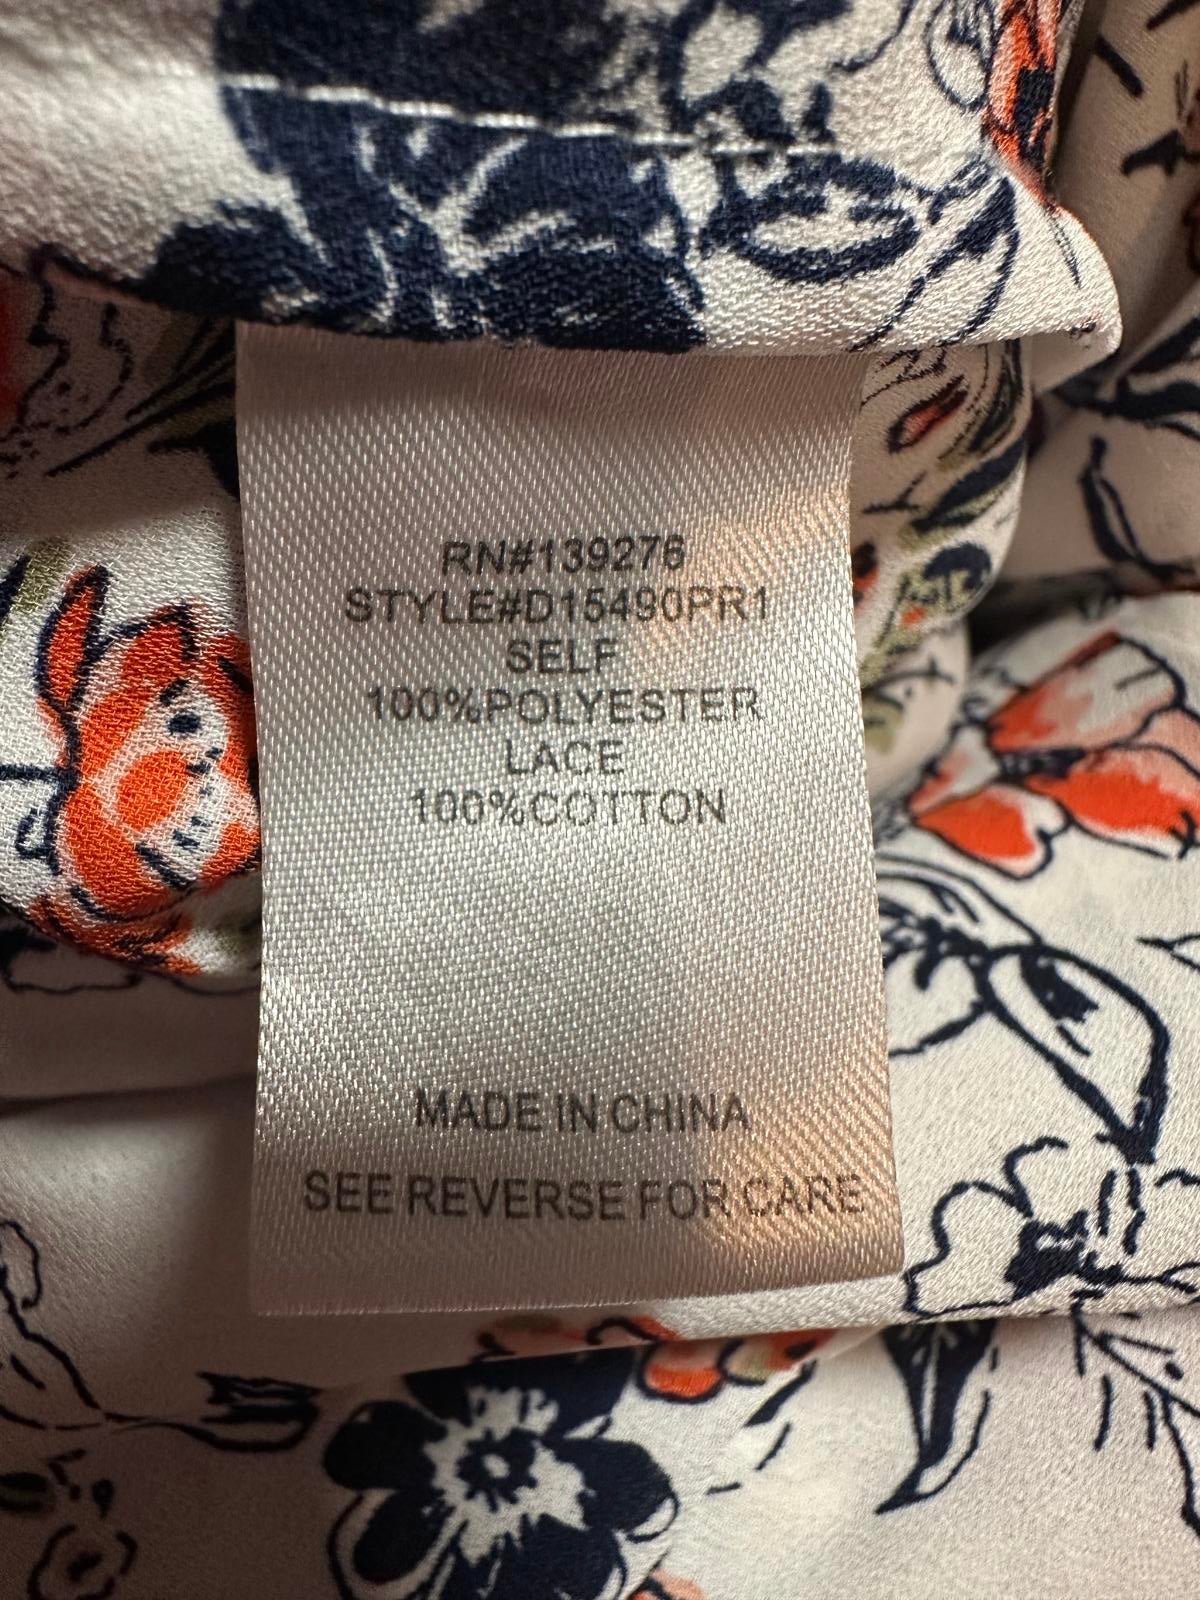 RN#139276
STYLE#D15490PR1
SELF
100%POLYESTER
LACE
100%COTTON
MADE IN CHINA
SEE REVERSE FOR CARE